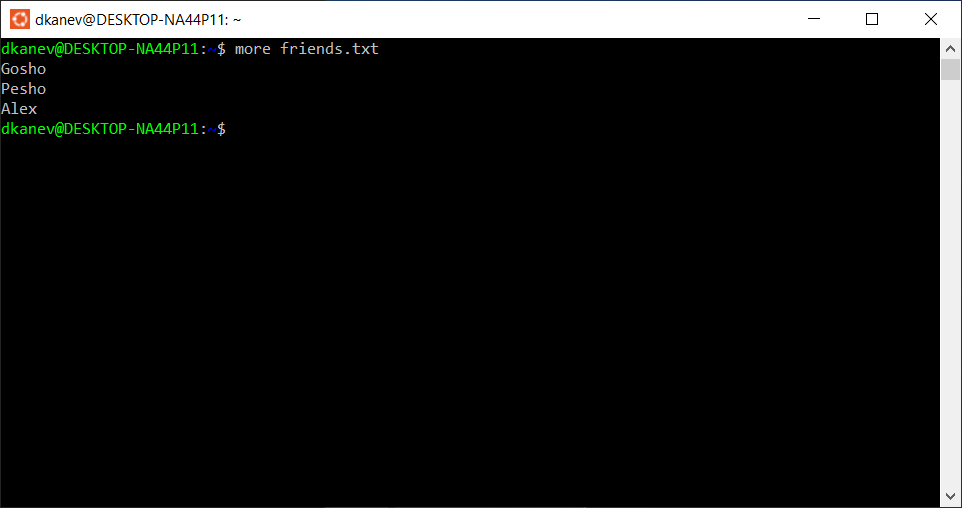 dkanev@DESKTOP-NA44P11: ~
dkanev@DESKTOP-NA44P11:~$ more friends.txt
Gosho
Pesho
Alex
dkanev@DESKTOP-NA44P11:~$